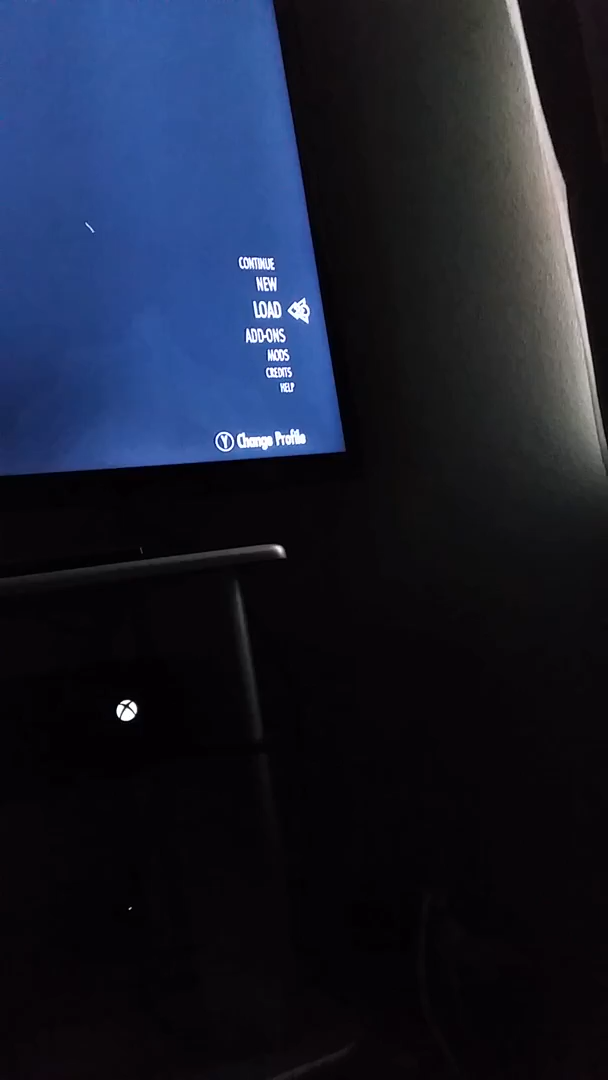 CONTINUE
NEW
LOAD
ADD-ONS
MODS
CREDITS
HELP
Y Change Profile